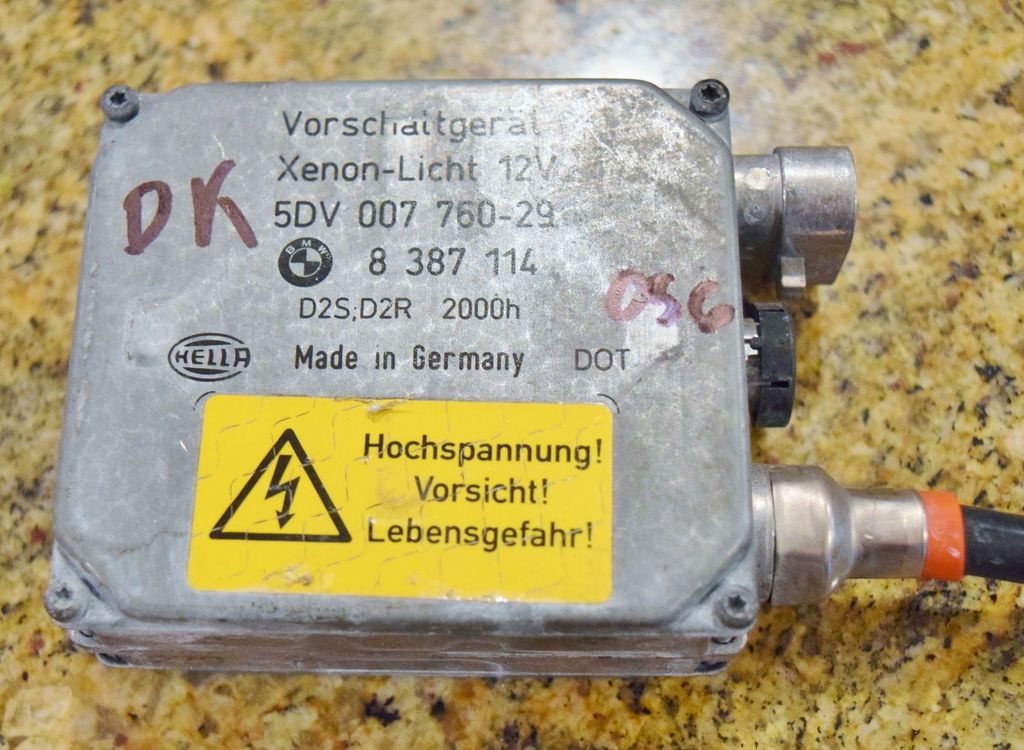 Vorschaltgerät
Xenon-Licht 12V
5DV 007 760-29
BMW 8 387 114
D2S;D2R 2000h
HELLA Made in Germany DOT
DK
Hochspannung!
Vorsicht!
Lebensgefahr!